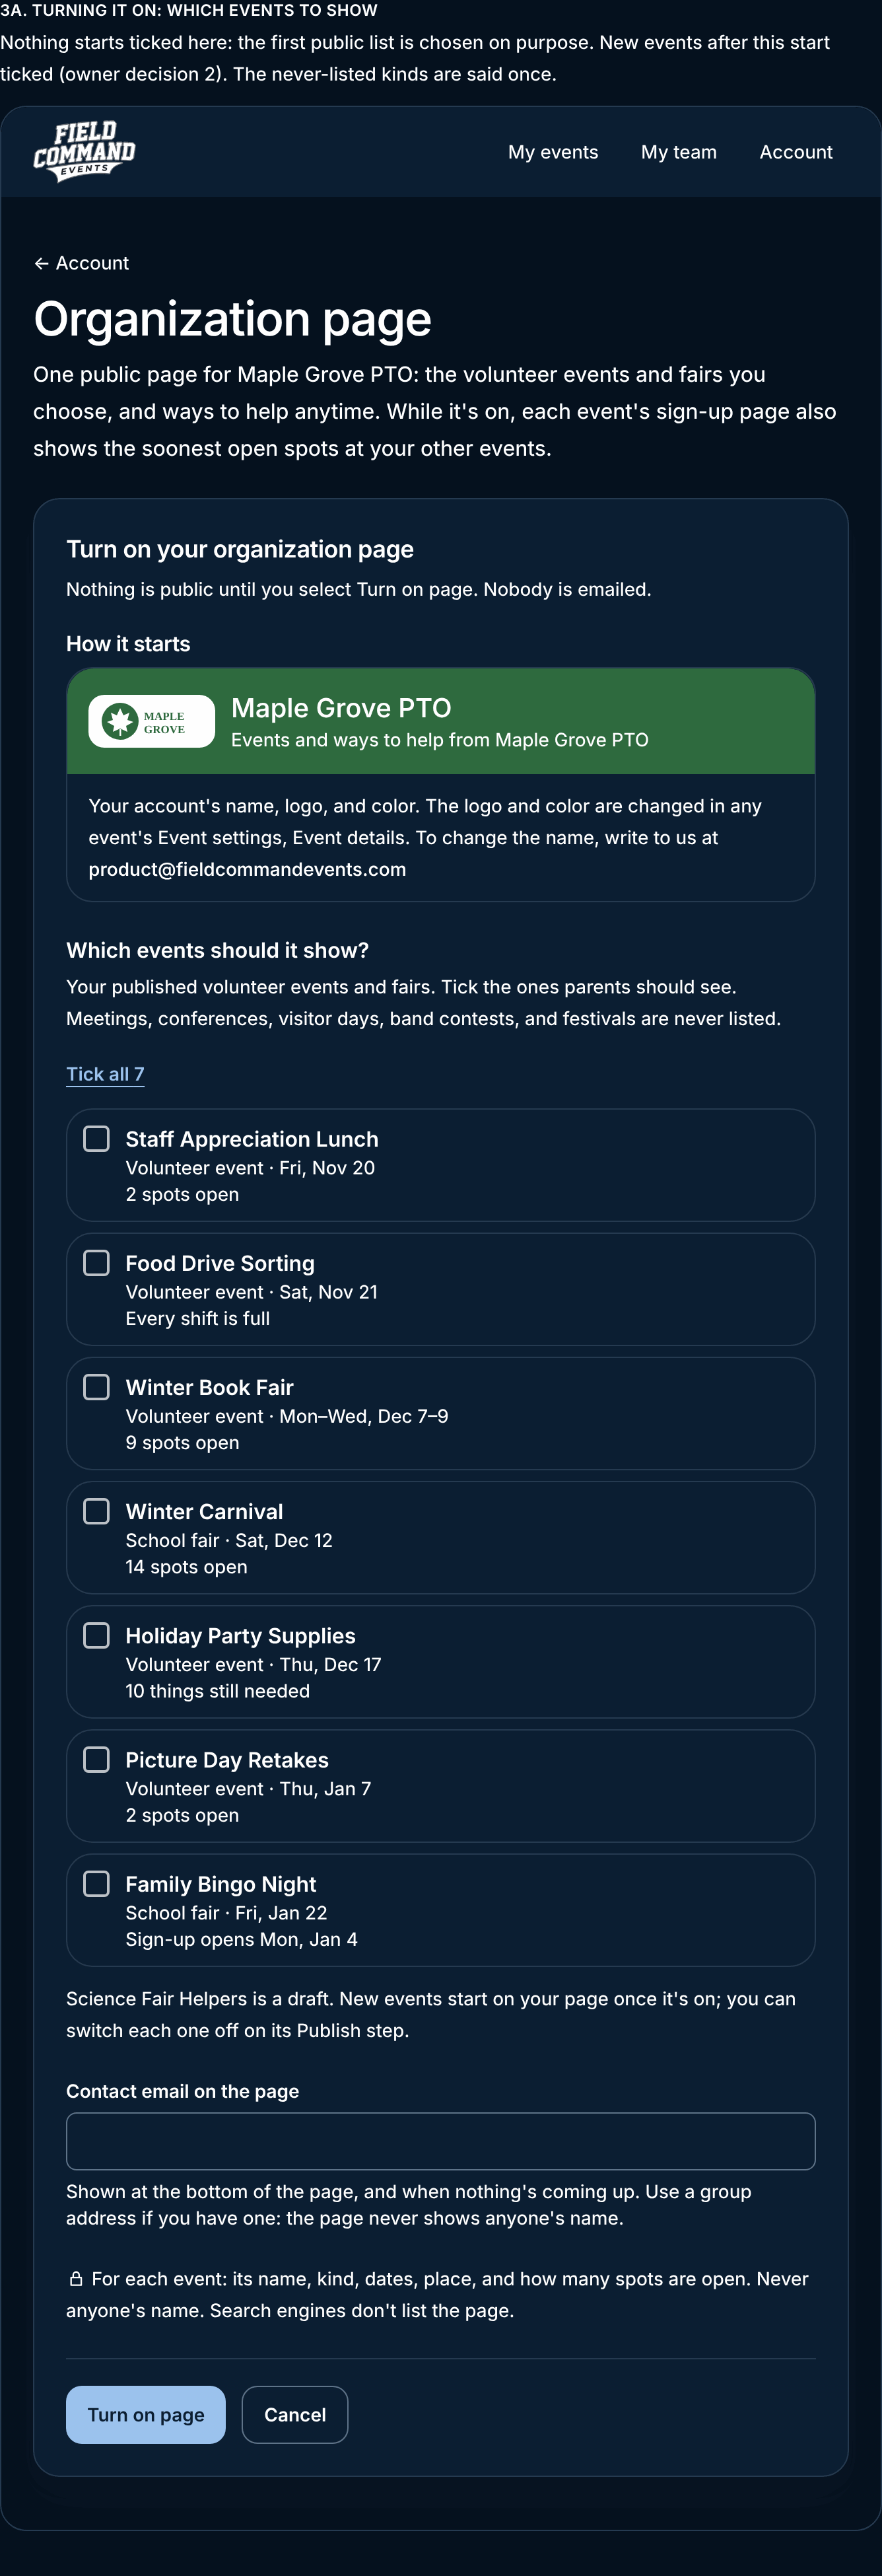 3A. TURNING IT ON: WHICH EVENTS TO SHOW
Nothing starts ticked here: the first public list is chosen on purpose. New events after this start
ticked (owner decision 2). The never-listed kinds are said once.
FIELD
COMMAND
EVENTS
My events
My team
Account
← Account
Organization page
One public page for Maple Grove PTO: the volunteer events and fairs you
choose, and ways to help anytime. While it's on, each event's sign-up page also
shows the soonest open spots at your other events.
Turn on your organization page
Nothing is public until you select Turn on page. Nobody is emailed.
How it starts
MAPLE
GROVE
Maple Grove PTO
Events and ways to help from Maple Grove PTO
Your account's name, logo, and color. The logo and color are changed in any
event's Event settings, Event details. To change the name, write to us at
product@fieldcommandevents.com
Which events should it show?
Your published volunteer events and fairs. Tick the ones parents should see.
Meetings, conferences, visitor days, band contests, and festivals are never listed.
Tick all 7
Staff Appreciation Lunch
Volunteer event · Fri, Nov 20
2 spots open
Food Drive Sorting
Volunteer event · Sat, Nov 21
Every shift is full
Winter Book Fair
Volunteer event · Mon–Wed, Dec 7–9
9 spots open
Winter Carnival
School fair · Sat, Dec 12
14 spots open
Holiday Party Supplies
Volunteer event · Thu, Dec 17
10 things still needed
Picture Day Retakes
Volunteer event · Thu, Jan 7
2 spots open
Family Bingo Night
School fair · Fri, Jan 22
Sign-up opens Mon, Jan 4
Science Fair Helpers is a draft. New events start on your page once it's on; you can
switch each one off on its Publish step.
Contact email on the page
Shown at the bottom of the page, and when nothing's coming up. Use a group
address if you have one: the page never shows anyone's name.
For each event: its name, kind, dates, place, and how many spots are open. Never
anyone's name. Search engines don't list the page.
Turn on page
Cancel